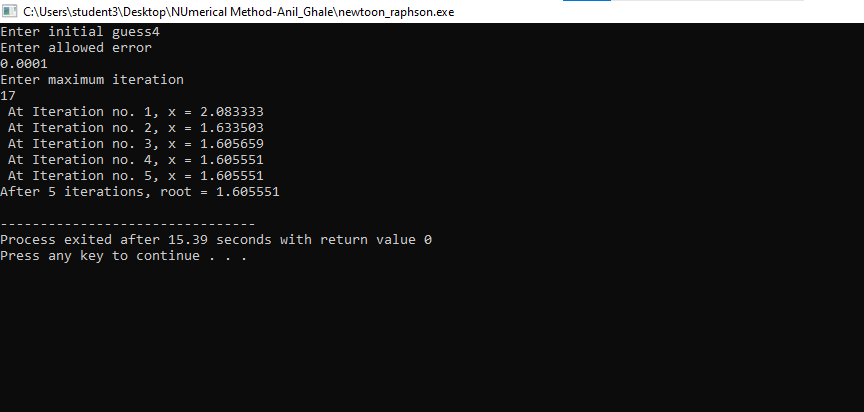 C:\Users\student3\Desktop\NUmerical Method-Anil_Ghale\newtoon_raphson.exe
Enter initial guess4
Enter allowed error
0.0001
Enter maximum iteration
17
 At Iteration no. 1, x = 2.083333
 At Iteration no. 2, x = 1.633503
 At Iteration no. 3, x = 1.605659
 At Iteration no. 4, x = 1.605551
 At Iteration no. 5, x = 1.605551
After 5 iterations, root = 1.605551
--------------------------------
Process exited after 15.39 seconds with return value 0
Press any key to continue . . .